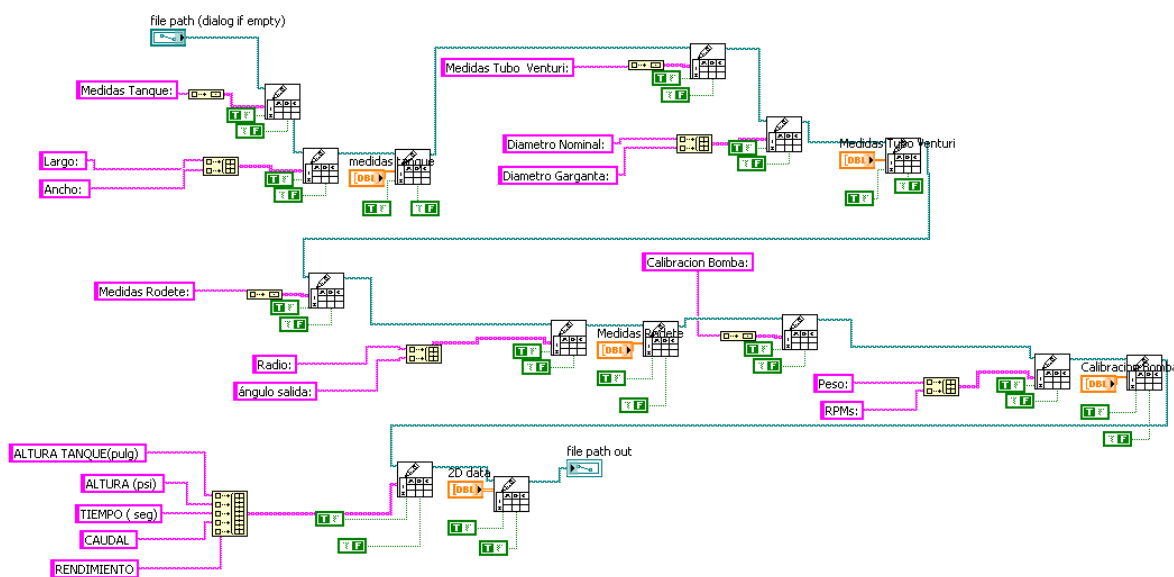 file path (dialog if empty)
Medidas Tanque:
Largo:
Ancho:
medidas tanque
Medidas Tubo  Venturi:
Diametro Nominal:
Diametro Garganta:
Medidas Tubo Venturi
Medidas Rodete:
Radio:
ángulo salida:
Medidas Rodete
Calibracion Bomba:
Peso:
RPMs:
Calibracion Bomba
ALTURA TANQUE(pulg)
ALTURA (psi)
TIEMPO ( seg)
CAUDAL
RENDIMIENTO
2D data
file path out